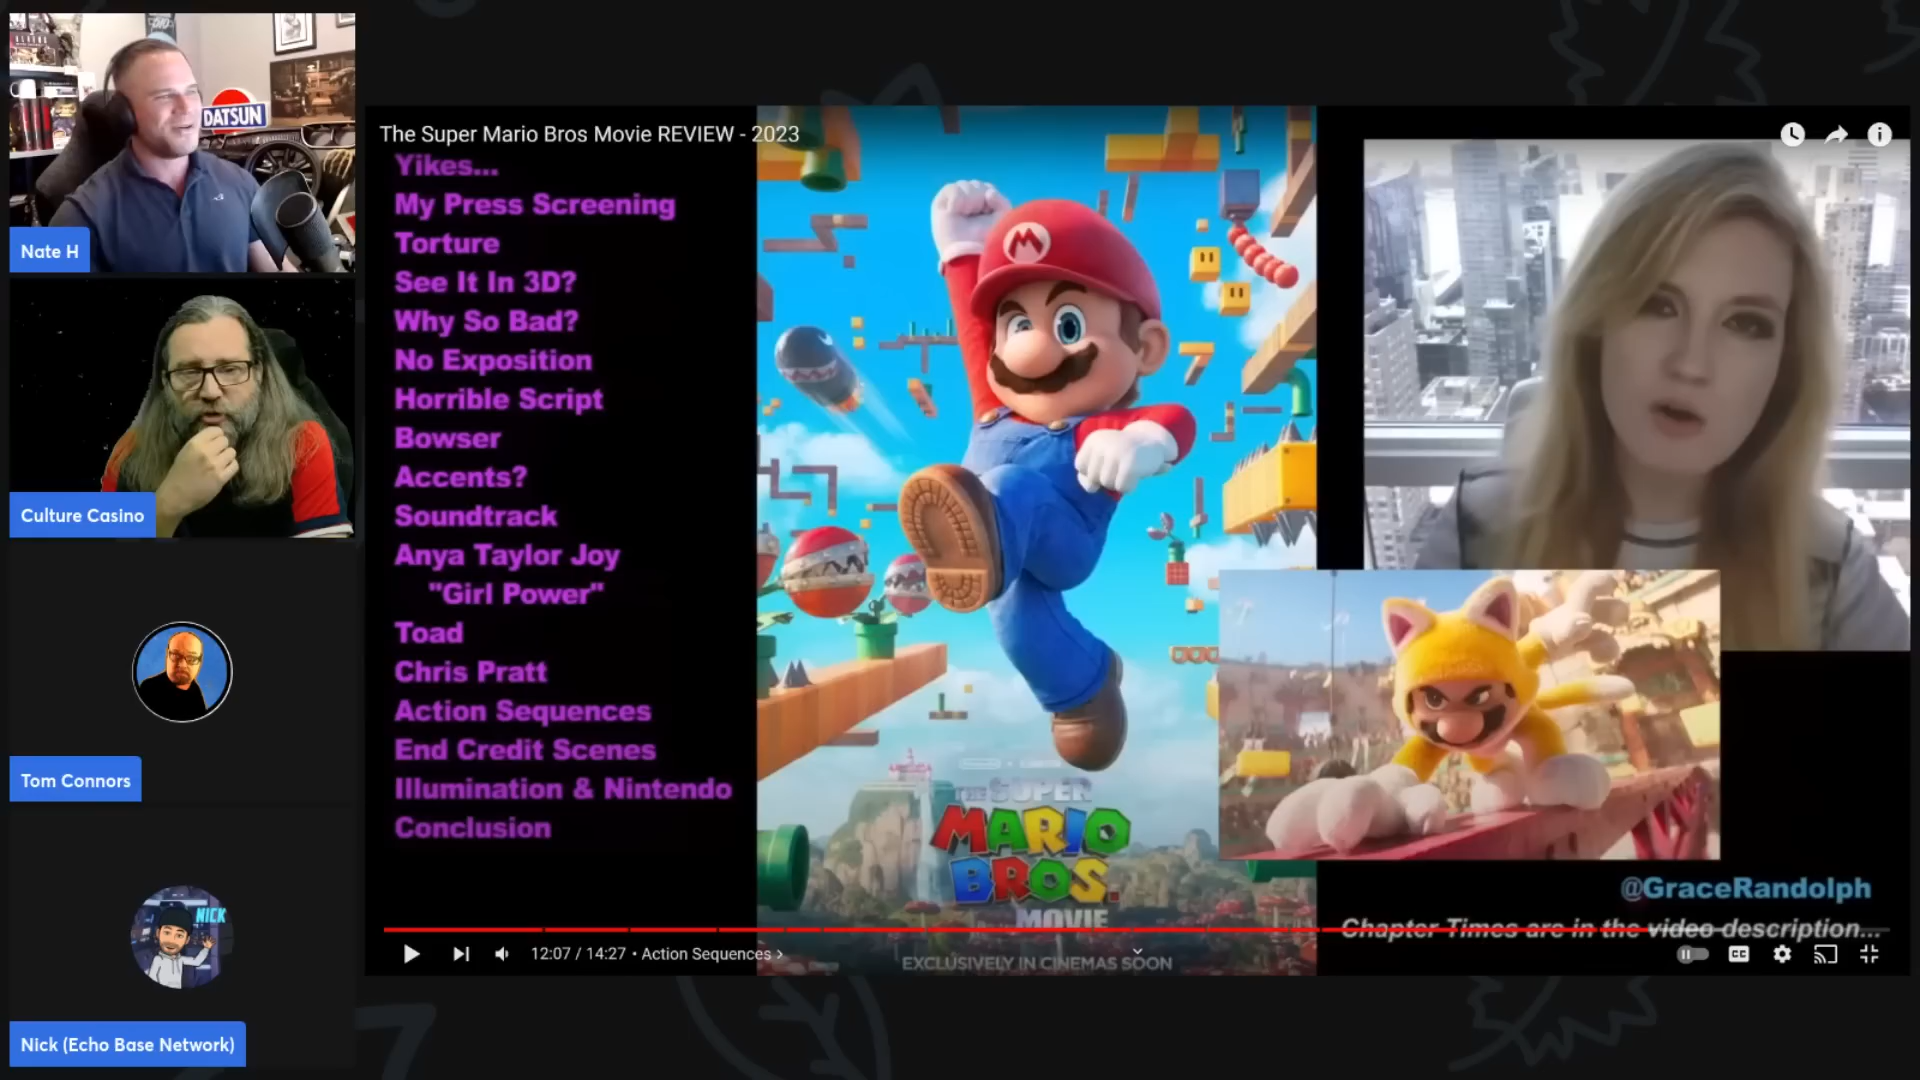 DATSUN
Nate H
Culture Casino
Tom Connors
NICK
Nick (Echo Base Network)
The Super Mario Bros Movie REVIEW - 2023
Yikes...
My Press Screening
Torture
See It In 3D?
Why So Bad?
No Exposition
Horrible Script
Bowser
Accents?
Soundtrack
Anya Taylor Joy
"Girl Power"
Toad
Chris Pratt
Action Sequences
End Credit Scenes
Illumination & Nintendo
Conclusion
M
THE SUPER
MARIO
BROS.
MOVIE
EXCLUSIVELY IN CINEMAS SOON
@GraceRandolph
Chapter Times are in the video description...
12:07 / 14:27 • Action Sequences >
CC